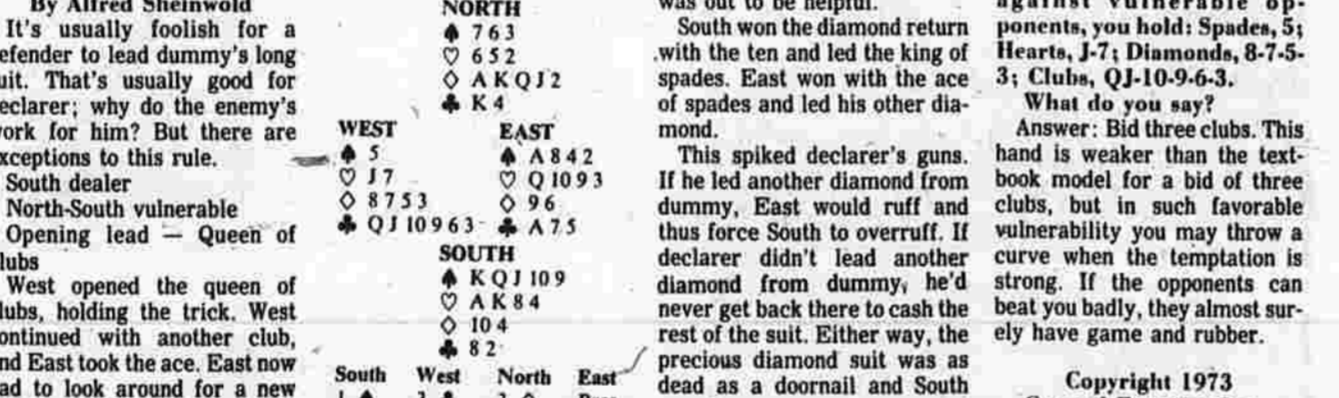 By Alfred Sheinwold
It's usually foolish for a
efender to lead dummy's long
uit. That's usually good for
eclarer; why do the enemy's
ork for him? But there are
xceptions to this rule.
South dealer
North-South vulnerable
Opening lead — Queen of
lubs
West opened the queen of
lubs, holding the trick. West
ontinued with another club,
nd East took the ace. East now
ad to look around for a new
NORTH
♠ 7 6 3
♡ 6 5 2
◇ A K Q J 2
♣ K 4
WEST
♠ 5
♡ J 7
◇ 8 7 5 3
♣ Q J 10 9 6 3
EAST
♠ A 8 4 2
♡ Q 10 9 3
◇ 9 6
♣ A 7 5
SOUTH
♠ K Q J 10 9
♡ A K 8 4
◇ 10 4
♣ 8 2
South West North East
was out to be helpful.
South won the diamond return
with the ten and led the king of
spades. East won with the ace
of spades and led his other dia-
mond.
This spiked declarer's guns.
If he led another diamond from
dummy, East would ruff and
thus force South to overruff. If
declarer didn't lead another
diamond from dummy, he'd
never get back there to cash the
rest of the suit. Either way, the
precious diamond suit was as
dead as a doornail and South
against vulnerable op-
ponents, you hold: Spades, 5;
Hearts, J-7; Diamonds, 8-7-5-
3; Clubs, QJ-10-9-6-3.
What do you say?
Answer: Bid three clubs. This
hand is weaker than the text-
book model for a bid of three
clubs, but in such favorable
vulnerability you may throw a
curve when the temptation is
strong. If the opponents can
beat you badly, they almost sur-
ely have game and rubber.
Copyright 1973